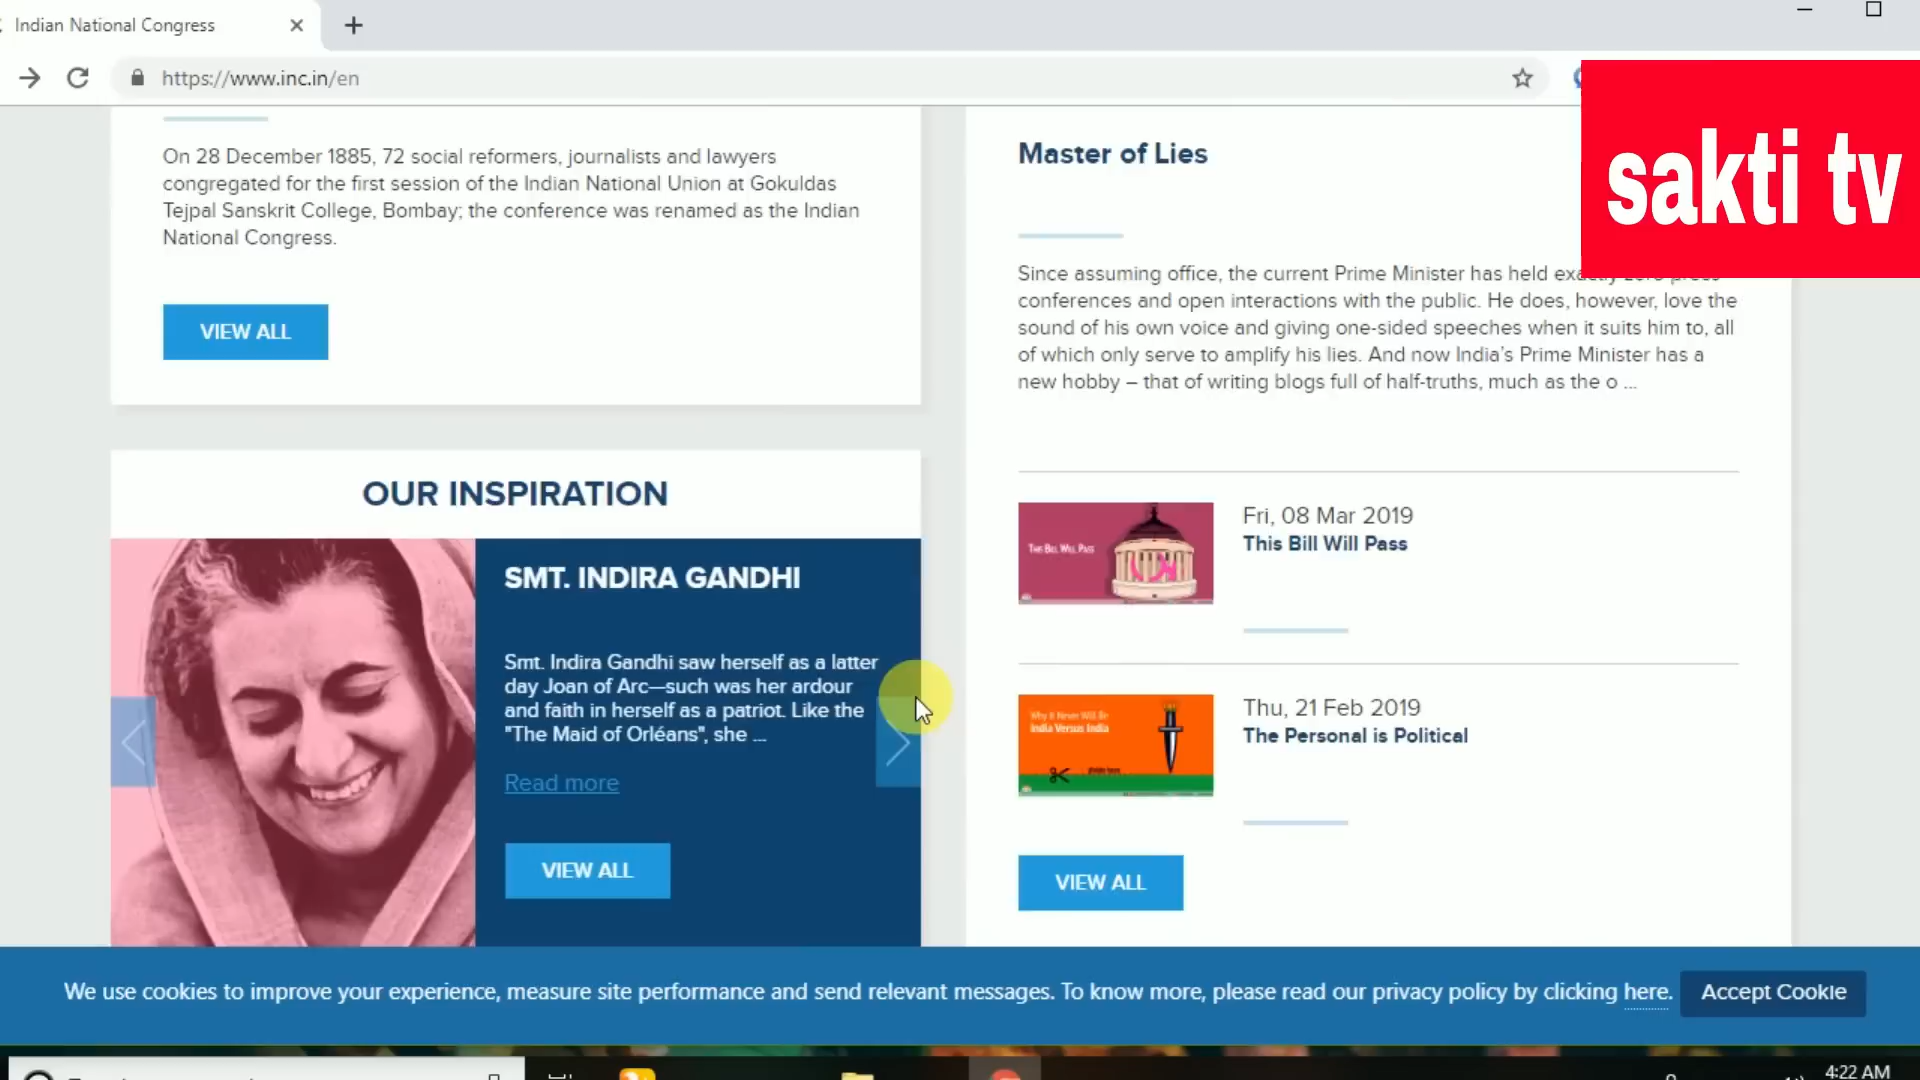 Indian National Congress
https://www.inc.in/en
sakti tv
On 28 December 1885, 72 social reformers, journalists and lawyers
congregated for the first session of the Indian National Union at Gokuldas
Tejpal Sanskrit College, Bombay; the conference was renamed as the Indian
National Congress.
VIEW ALL
OUR INSPIRATION
SMT. INDIRA GANDHI
Smt. Indira Gandhi saw herself as a latter
day Joan of Arc—such was her ardour
and faith in herself as a patriot. Like the
"The Maid of Orléans", she ...
Read more
VIEW ALL
Master of Lies
Since assuming office, the current Prime Minister has held exactly zero press
conferences and open interactions with the public. He does, however, love the
sound of his own voice and giving one-sided speeches when it suits him to, all
of which only serve to amplify his lies. And now India's Prime Minister has a
new hobby – that of writing blogs full of half-truths, much as the o ...
THIS BILL WILL PASS
Fri, 08 Mar 2019
This Bill Will Pass
Why It Never Will Be
India Versus India
Thu, 21 Feb 2019
The Personal is Political
VIEW ALL
We use cookies to improve your experience, measure site performance and send relevant messages. To know more, please read our privacy policy by clicking here.
Accept Cookie
4:22 AM